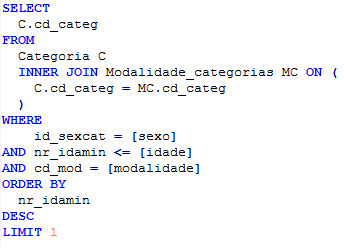 SELECT
C.cd_categ
FROM
Categoria C
INNER JOIN Modalidade_categorias MC ON (
C.cd_categ = MC.cd_categ
)
WHERE
id_sexcat = [sexo]
AND nr_idamin <= [idade]
AND cd_mod = [modalidade]
ORDER BY
nr_idamin
DESC
LIMIT 1